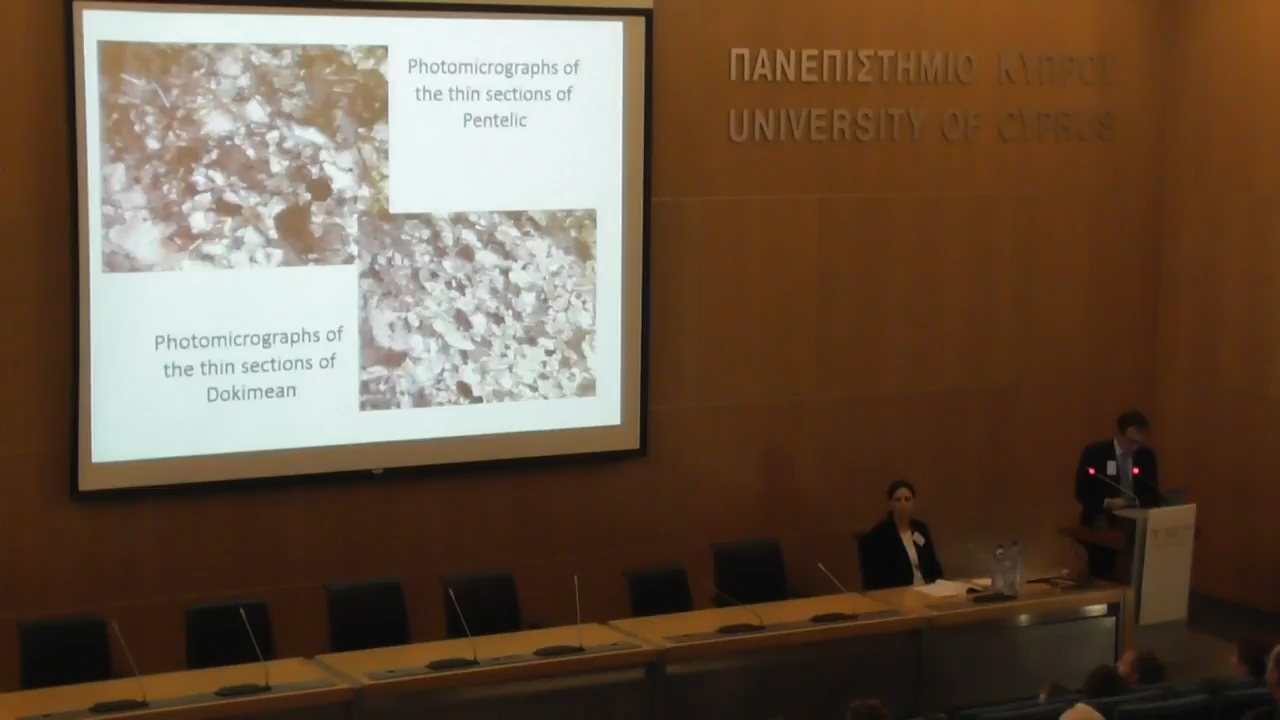 Photomicrographs of
the thin sections of
Pentelic
Photomicrographs of
the thin sections of
Dokimean
ΠΑΝΕΠΙΣΤΗΜΙΟ ΚΥΠΡΟΥ
UNIVERSITY OF CYPRUS